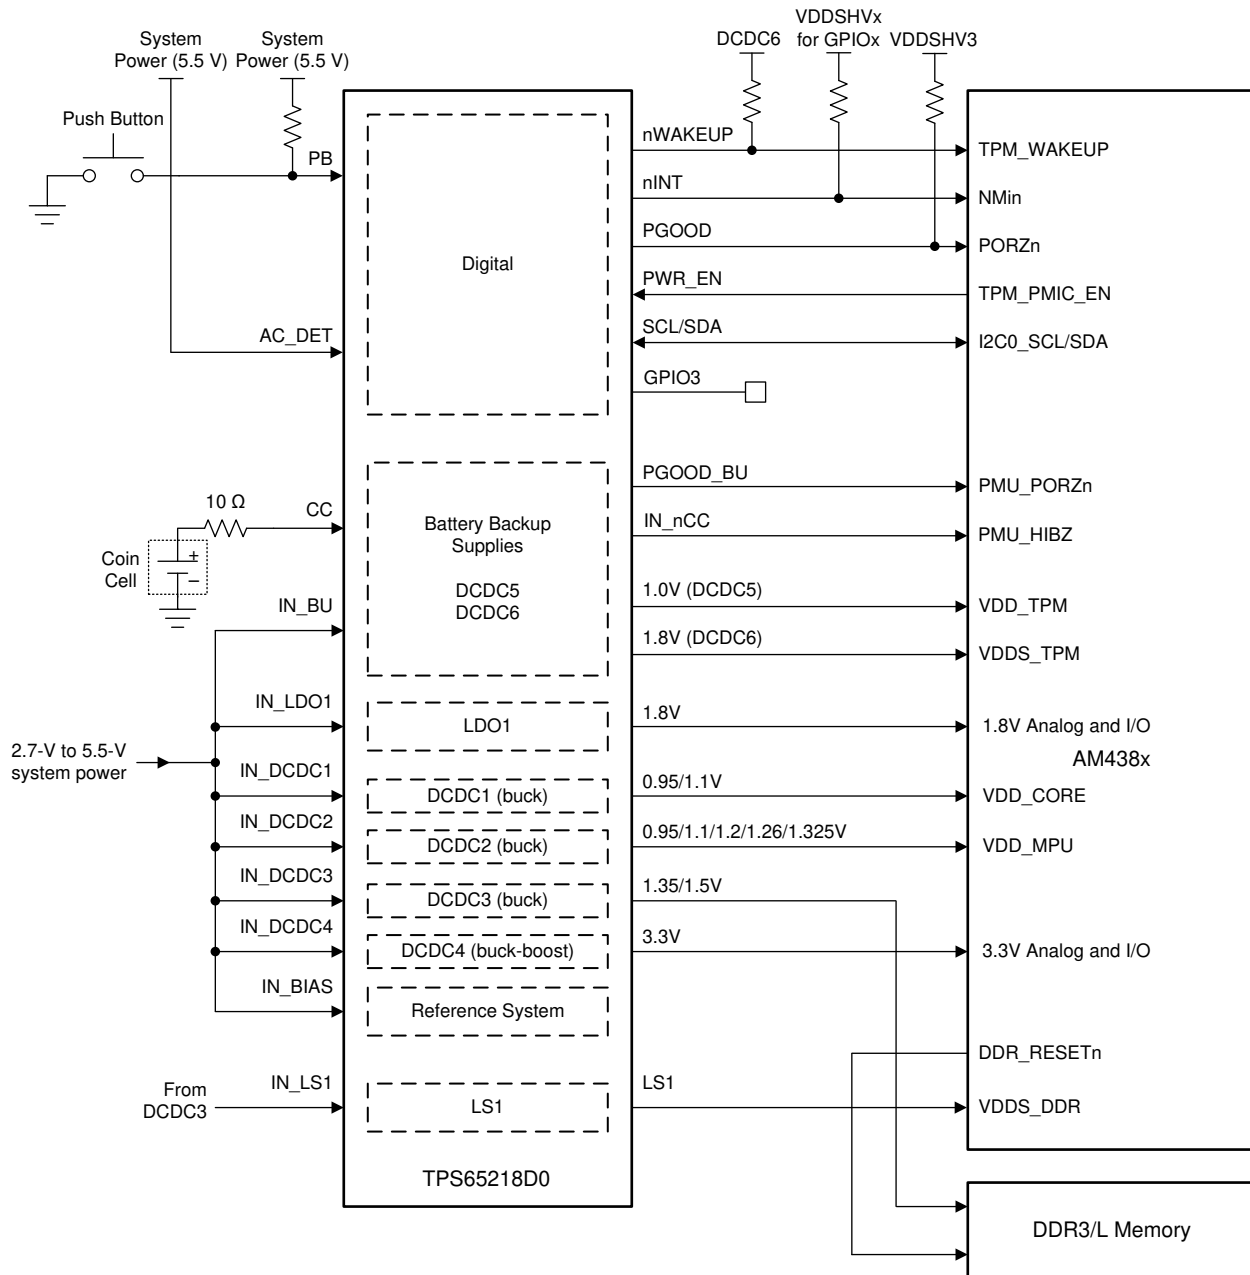 System
Power (5.5 V)
System
Power (5.5 V)
DCDC6
VDDSHVx
for GPIOx
VDDSHV3
Push Button
PB
AC_DET
Digital
nWAKEUP
TPM_WAKEUP
nINT
NMin
PGOOD
PORZn
PWR_EN
TPM_PMIC_EN
SCL/SDA
I2C0_SCL/SDA
GPIO3
10 Ω
CC
Coin
Cell
+
−
IN_BU
Battery Backup
Supplies
DCDC5
DCDC6
PGOOD_BU
PMU_PORZn
IN_nCC
PMU_HIBZ
1.0V (DCDC5)
VDD_TPM
1.8V (DCDC6)
VDDS_TPM
2.7-V to 5.5-V
system power
IN_LDO1
LDO1
1.8V
1.8V Analog and I/O
AM438x
IN_DCDC1
DCDC1 (buck)
0.95/1.1V
VDD_CORE
IN_DCDC2
DCDC2 (buck)
0.95/1.1/1.2/1.26/1.325V
VDD_MPU
IN_DCDC3
DCDC3 (buck)
1.35/1.5V
IN_DCDC4
DCDC4 (buck-boost)
3.3V
3.3V Analog and I/O
IN_BIAS
Reference System
DDR_RESETn
From
DCDC3
IN_LS1
LS1
LS1
VDDS_DDR
TPS65218D0
DDR3/L Memory